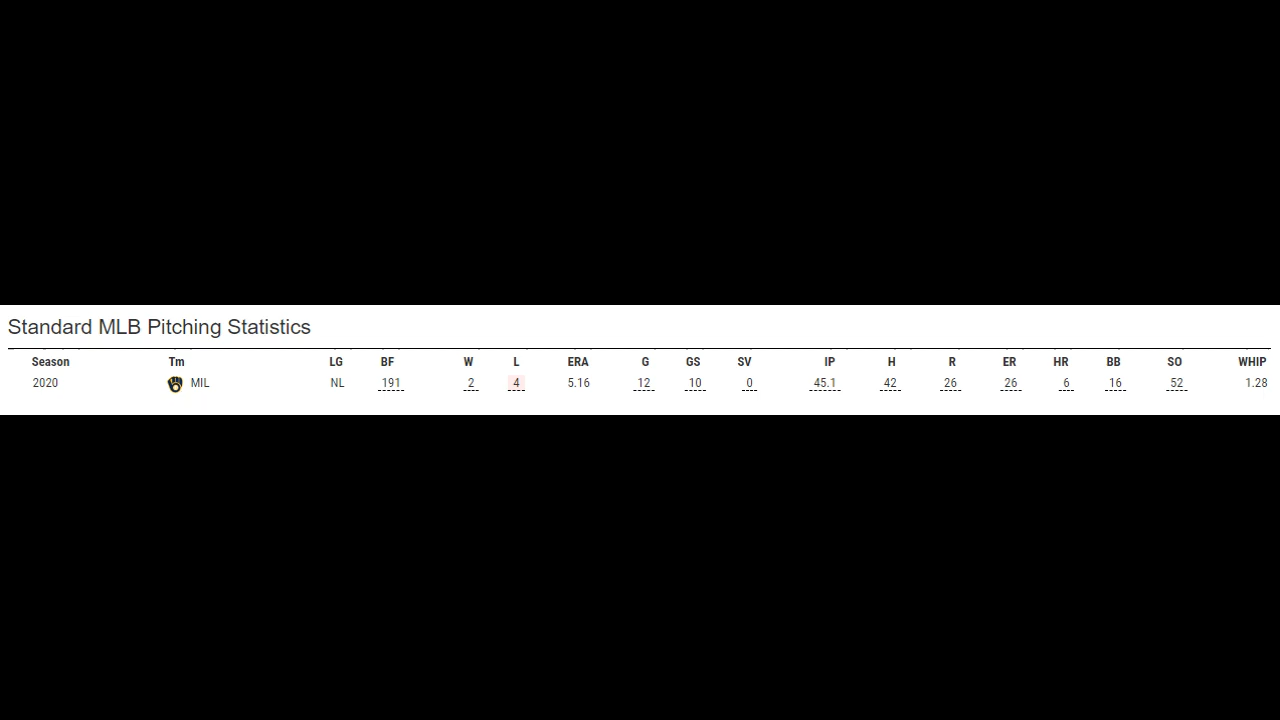 Standard MLB Pitching Statistics
Season Tm LG BF W L ERA G GS SV IP H R ER HR BB SO WHIP
2020 MIL NL 191 2 4 5.16 12 10 0 45.1 42 26 26 6 16 52 1.28